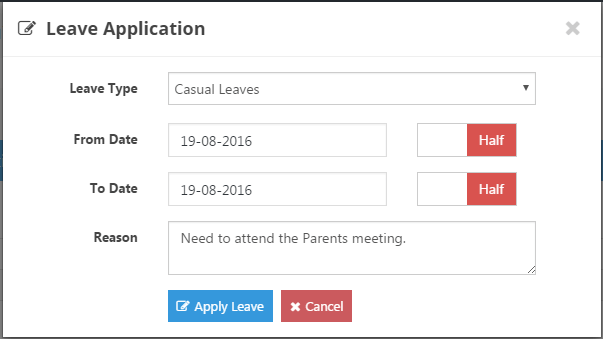 Leave Application
Leave Type Casual Leaves
From Date 19-08-2016 Half
To Date 19-08-2016 Half
Reason Need to attend the Parents meeting.
Apply Leave Cancel